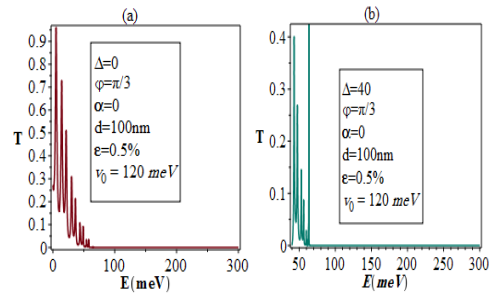 (a)
0.9
0.8
0.7
0.6
T 0.5
0.4
0.3
0.2
0.1
0
0 100 200 300
E(meV)
Δ=0
φ=π/3
α=0
d=100nm
ε=0.5%
v0 = 120 meV
(b)
0.4
0.3
T
0.2
0.1
0
50 100 150 200 250 300
E(meV)
Δ=40
φ=π/3
α=0
d=100nm
ε=0.5%
v0 = 120 meV